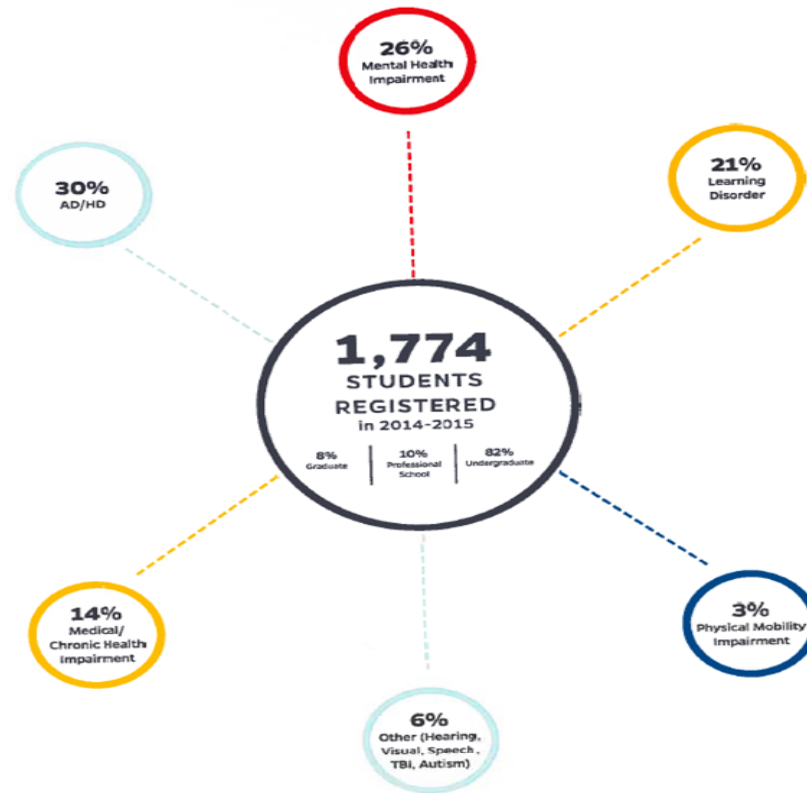 26%
Mental Health
Impairment
30%
AD/HD
21%
Learning
Disorder
1,774
STUDENTS
REGISTERED
in 2014-2015
8%
Graduate
10%
Professional
School
82%
Undergraduate
14%
Medical/
Chronic Health
Impairment
3%
Physical Mobility
Impairment
6%
Other (Hearing,
Visual, Speech,
TBI, Autism)